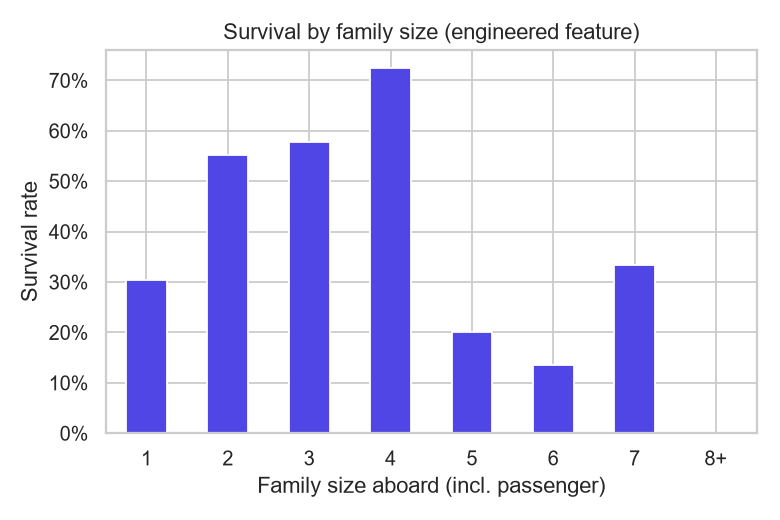 Survival by family size (engineered feature)
70%
60%
50%
40%
30%
20%
10%
0%
Survival rate
1 2 3 4 5 6 7 8+
Family size aboard (incl. passenger)